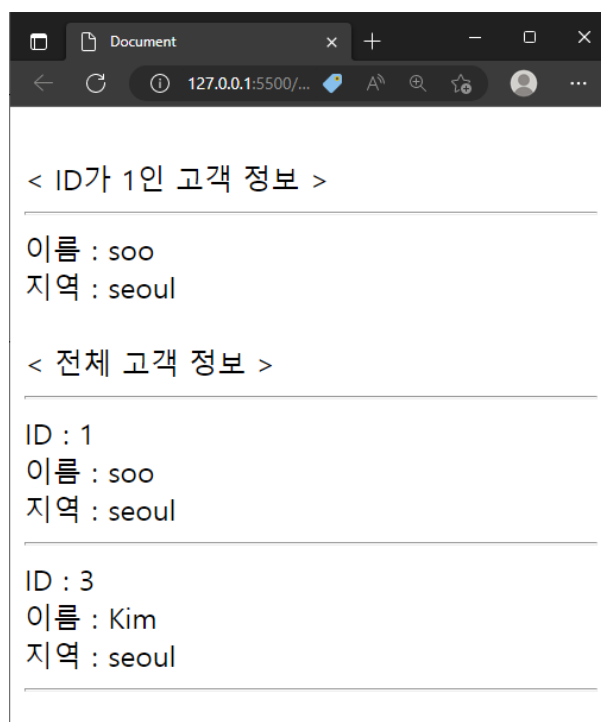 Document
127.0.0.1:5500/...
< ID가 1인 고객 정보 >
이름 : soo
지역 : seoul
< 전체 고객 정보 >
ID : 1
이름 : soo
지역 : seoul
ID : 3
이름 : Kim
지역 : seoul